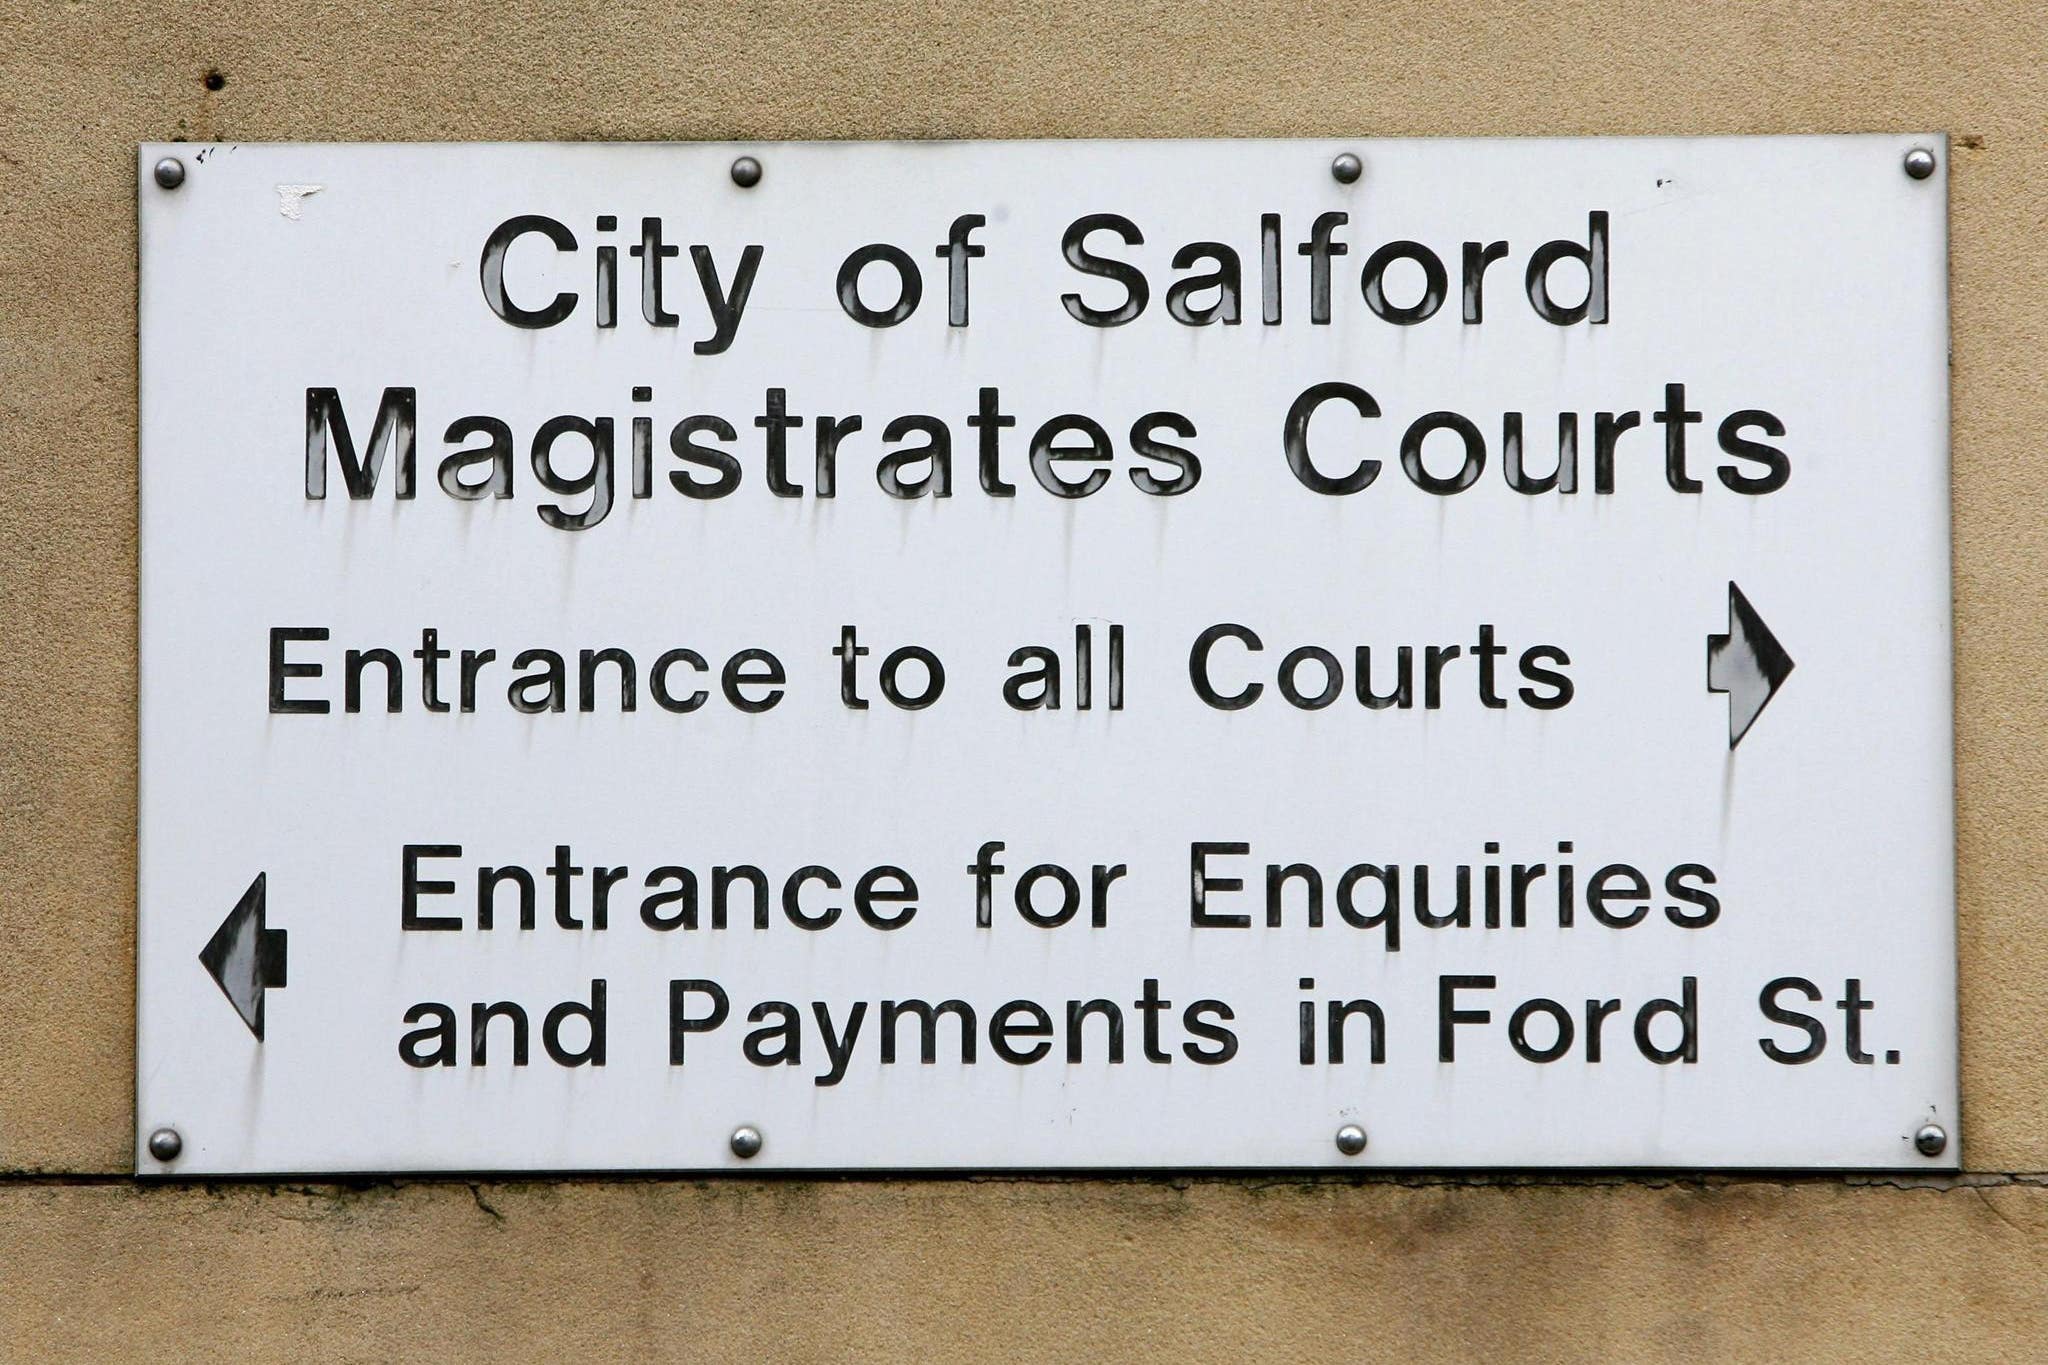 City of Salford
Magistrates Courts
Entrance to all Courts
Entrance for Enquiries
and Payments in Ford St.